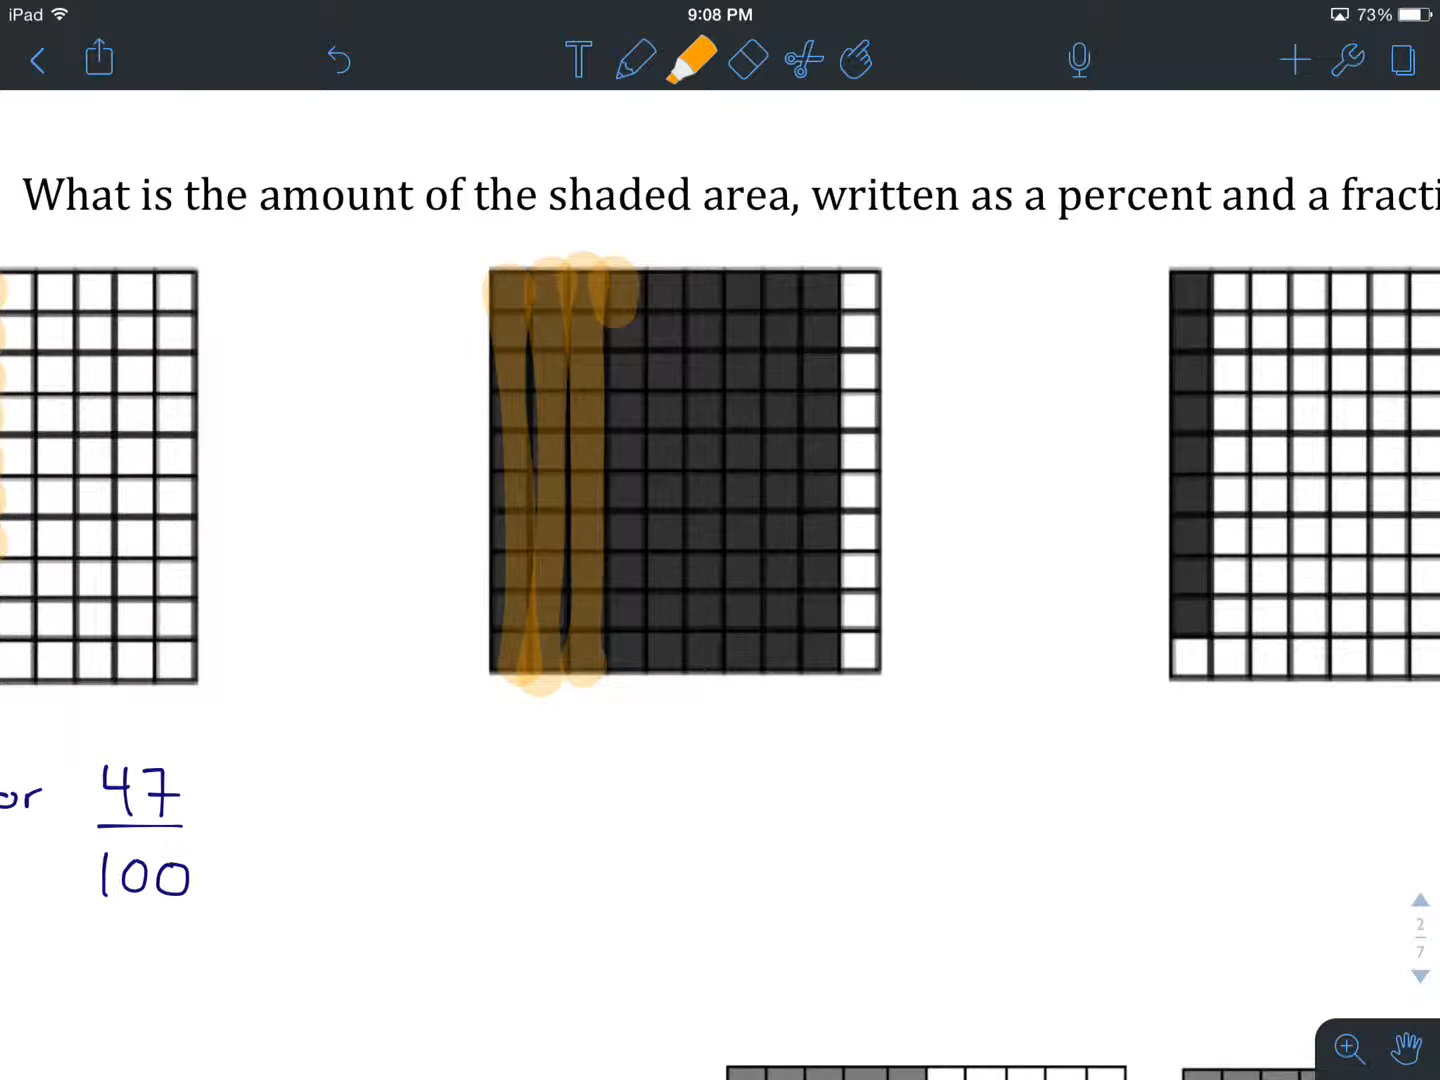 iPad 9:08 PM 73%
T
What is the amount of the shaded area, written as a percent and a fracti
or 47
100
2
7